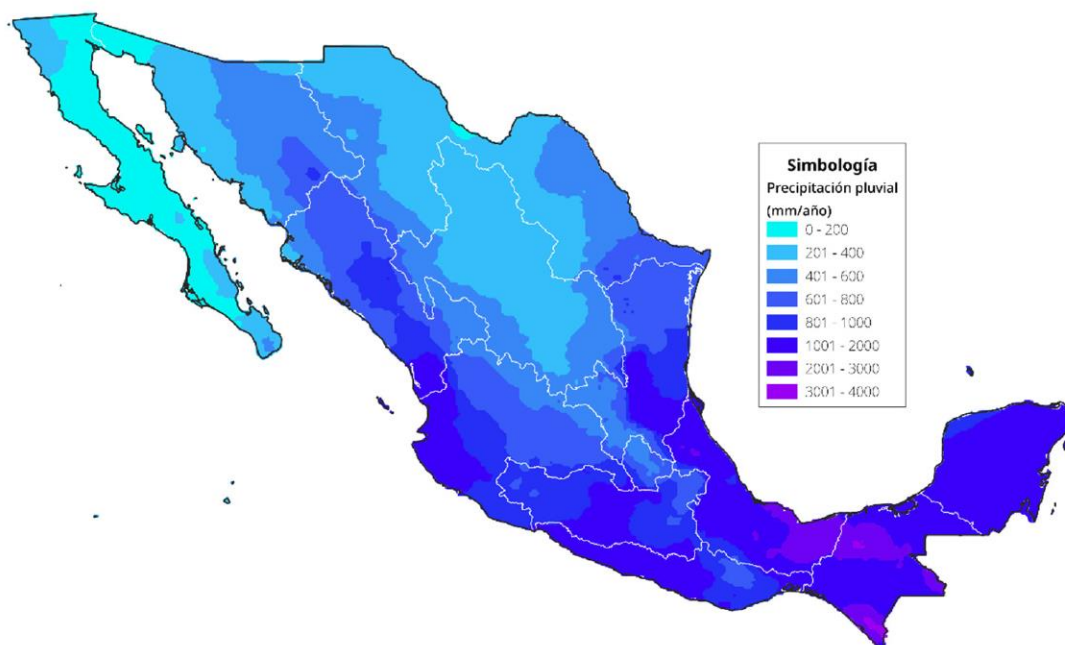 Simbología
Precipitación pluvial
(mm/año)
0 - 200
201 - 400
401 - 600
601 - 800
801 - 1000
1001 - 2000
2001 - 3000
3001 - 4000